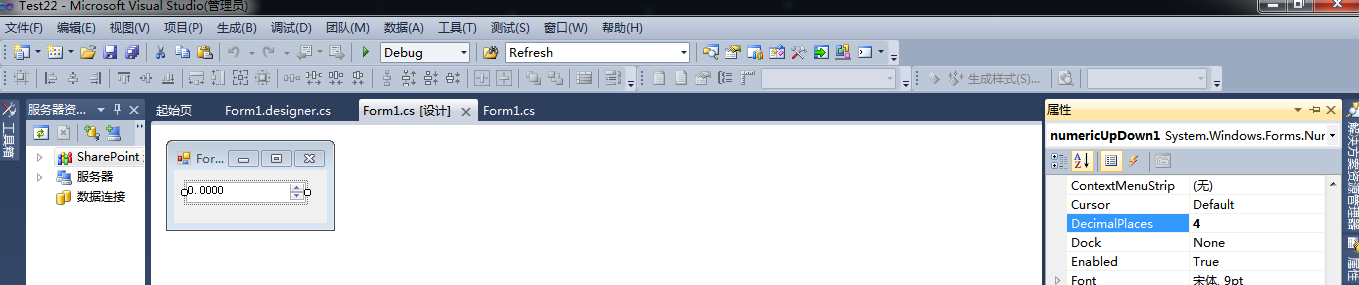 Test22 - Microsoft Visual Studio(管理员)
文件(F) 编辑(E) 视图(V) 项目(P) 生成(B) 调试(D) 团队(M) 数据(A) 工具(T) 测试(S) 窗口(W) 帮助(H)
Debug Refresh
生成样式(S)...
工具箱
服务器资...
SharePoint
服务器
数据连接
起始页 Form1.designer.cs Form1.cs [设计] Form1.cs
For...
0.0000
属性
numericUpDown1 System.Windows.Forms.Nur
ContextMenuStrip (无)
Cursor Default
DecimalPlaces 4
Dock None
Enabled True
Font 宋体, 9pt
解决方案资源管理器
属性